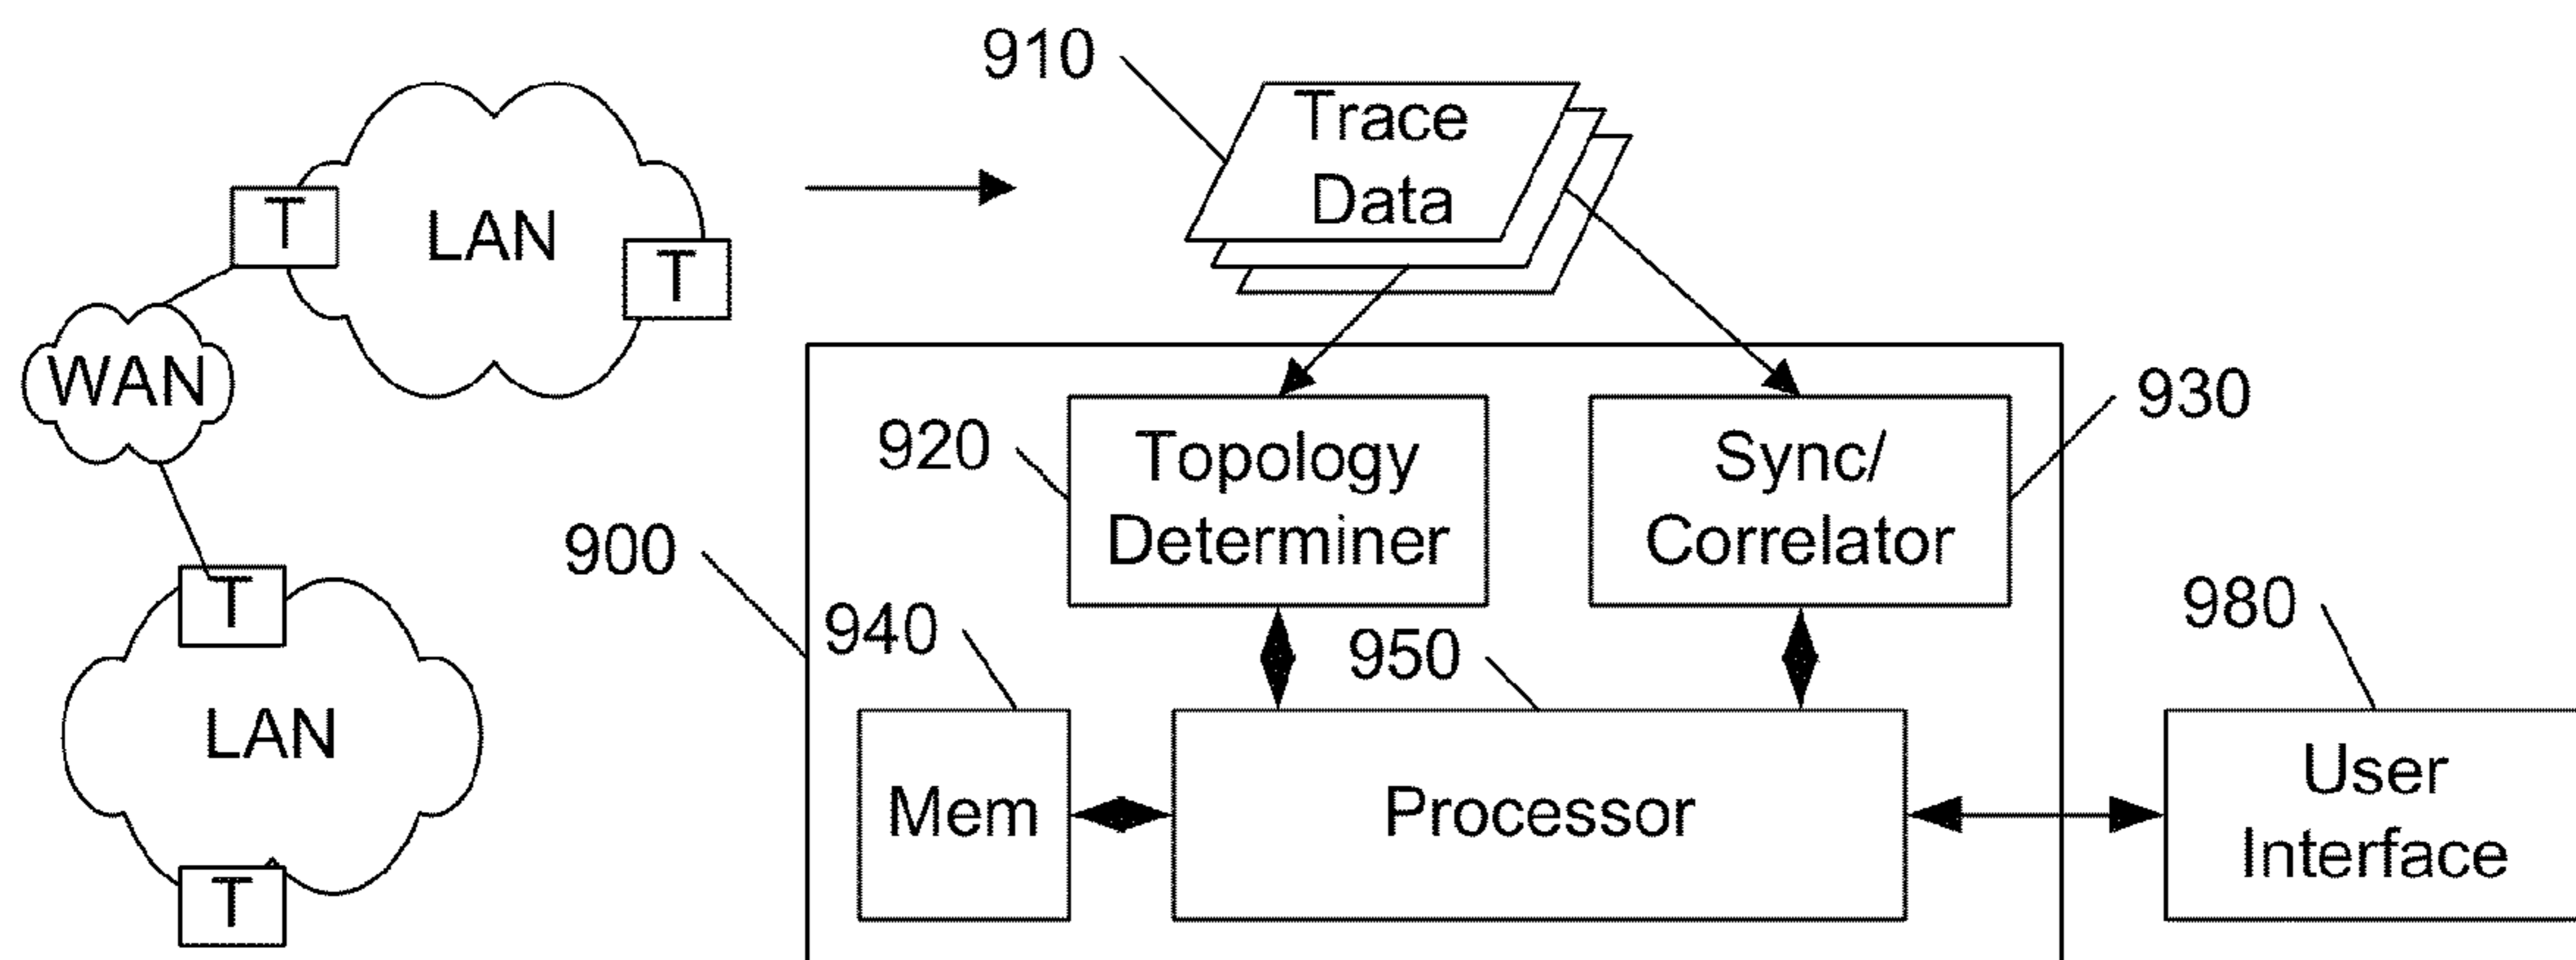 910
Trace
Data
T
LAN
T
WAN
920
Topology
Determiner
Sync/
Correlator
930
900
T
LAN
T
940
950
980
Mem
Processor
User
Interface